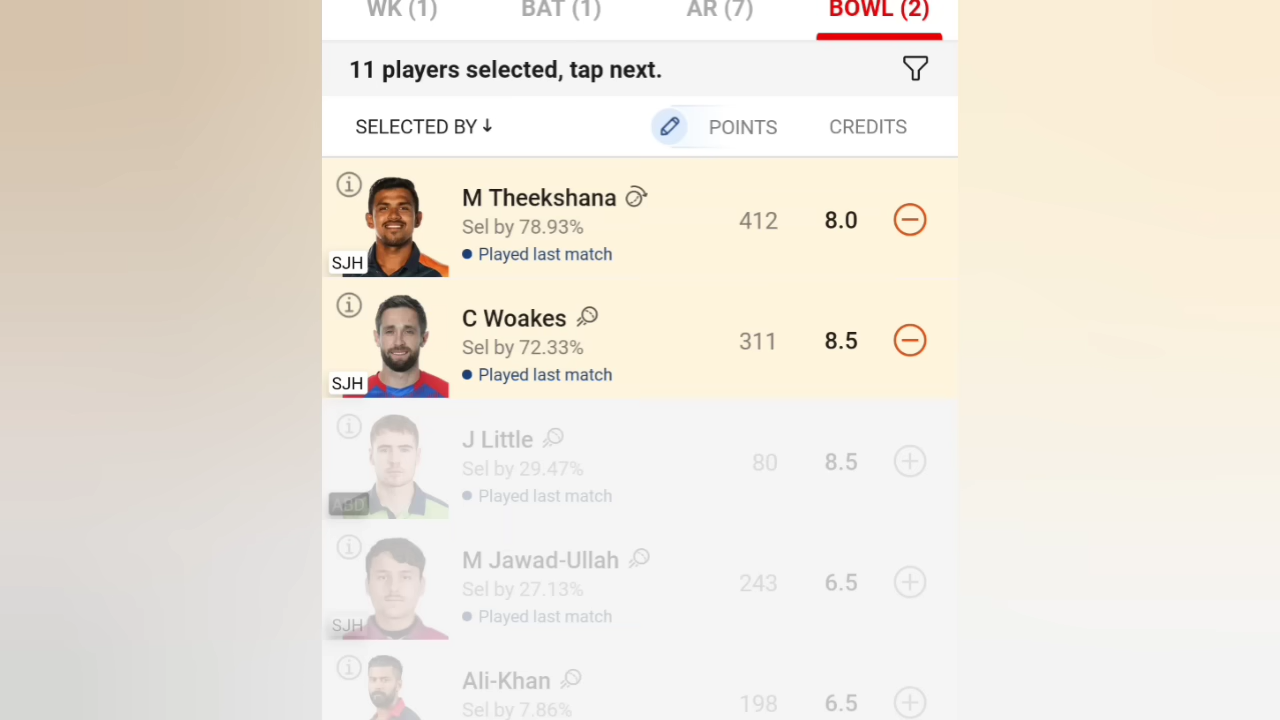 WK (1) BAT (1) AR (7) BOWL (2)
11 players selected, tap next.
SELECTED BY ↓ POINTS CREDITS
M Theekshana
Sel by 78.93% 412 8.0
Played last match
SJH
C Woakes
Sel by 72.33% 311 8.5
Played last match
SJH
J Little
Sel by 29.47% 80 8.5
Played last match
ABD
M Jawad-Ullah
Sel by 27.13% 243 6.5
Played last match
SJH
Ali-Khan
Sel by 7.86% 198 6.5